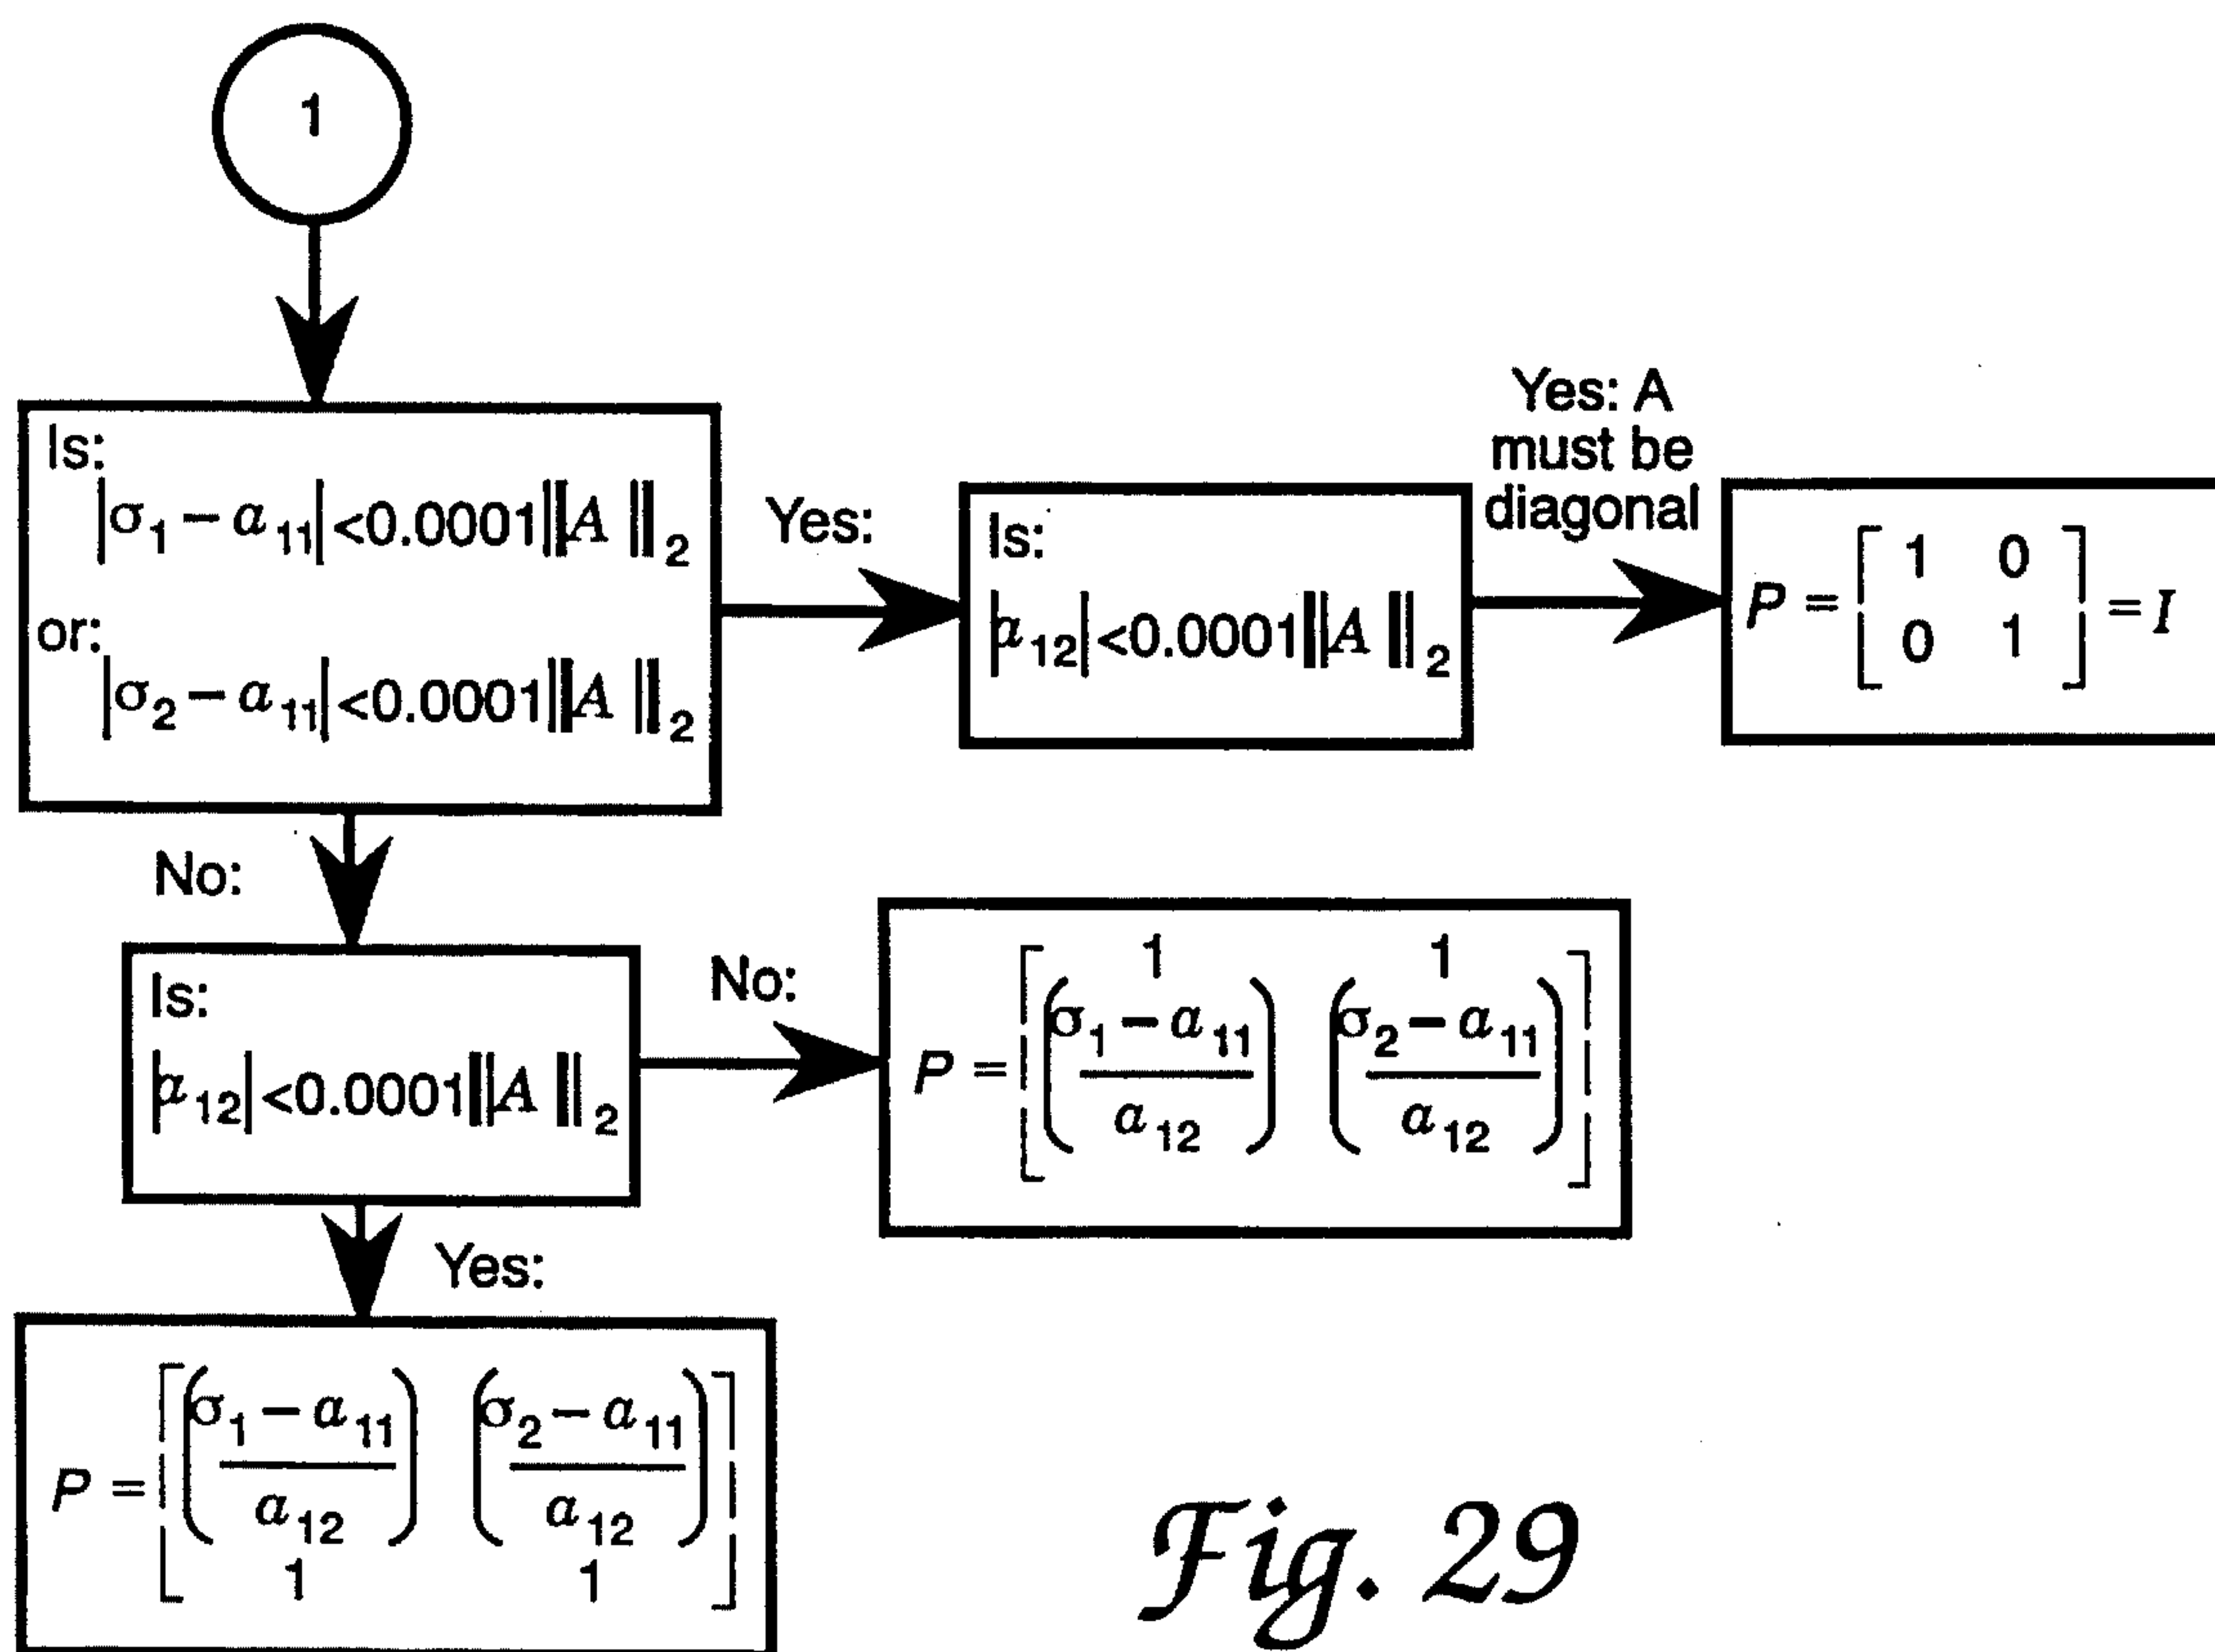 1
Is:
|σ₁ − a₁₁| <0.0001‖A‖₂
or:
|σ₂ − a₁₁| <0.0001‖A‖₂
Yes:
Is:
|a₁₂| <0.0001‖A‖₂
Yes: A
must be
diagonal
P = [ 1 0
0 1 ] = I
No:
Is:
|a₁₂| <0.0001‖A‖₂
No:
P = [ 1 1
((σ₁ − a₁₁)/a₁₂) ((σ₂ − a₁₁)/a₁₂) ]
Yes:
P = [ ((σ₁ − a₁₁)/a₁₂) ((σ₂ − a₁₁)/a₁₂)
1 1 ]
Fig. 29